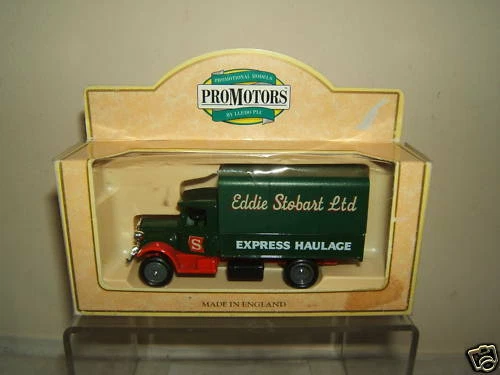 PROMOTIONAL MODELS
PROMOTORS
BY LLEDO PLC
Eddie Stobart Ltd
S
EXPRESS HAULAGE
MADE IN ENGLAND